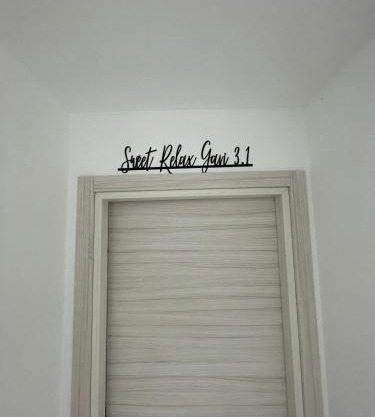 Sweet Relax Gavi 3.1